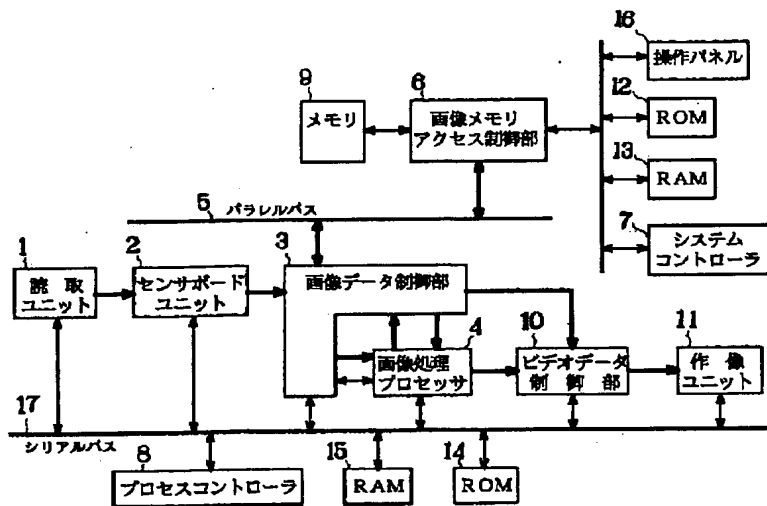 16
操作パネル
12
ROM
13
RAM
7
システム
コントローラ
9
メモリ
6
画像メモリ
アクセス制御部
5
パラレルバス
1
読取
ユニット
2
センサボード
ユニット
3
画像データ制御部
4
画像処理
プロセッサ
10
ビデオデータ
制御部
11
作像
ユニット
17
シリアルバス
8
プロセスコントローラ
15
RAM
14
ROM